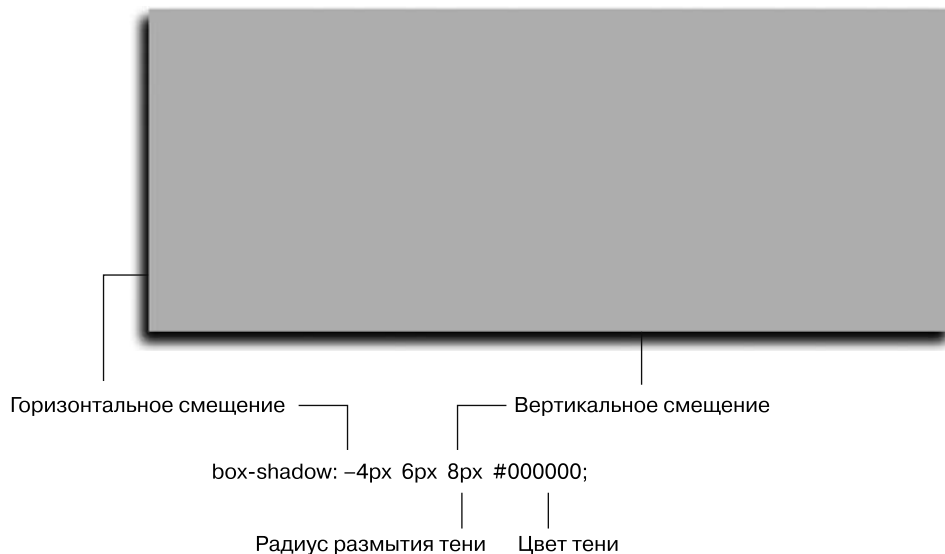 Горизонтальное смещение
Вертикальное смещение
box-shadow: –4px 6px 8px #000000;
Радиус размытия тени
Цвет тени